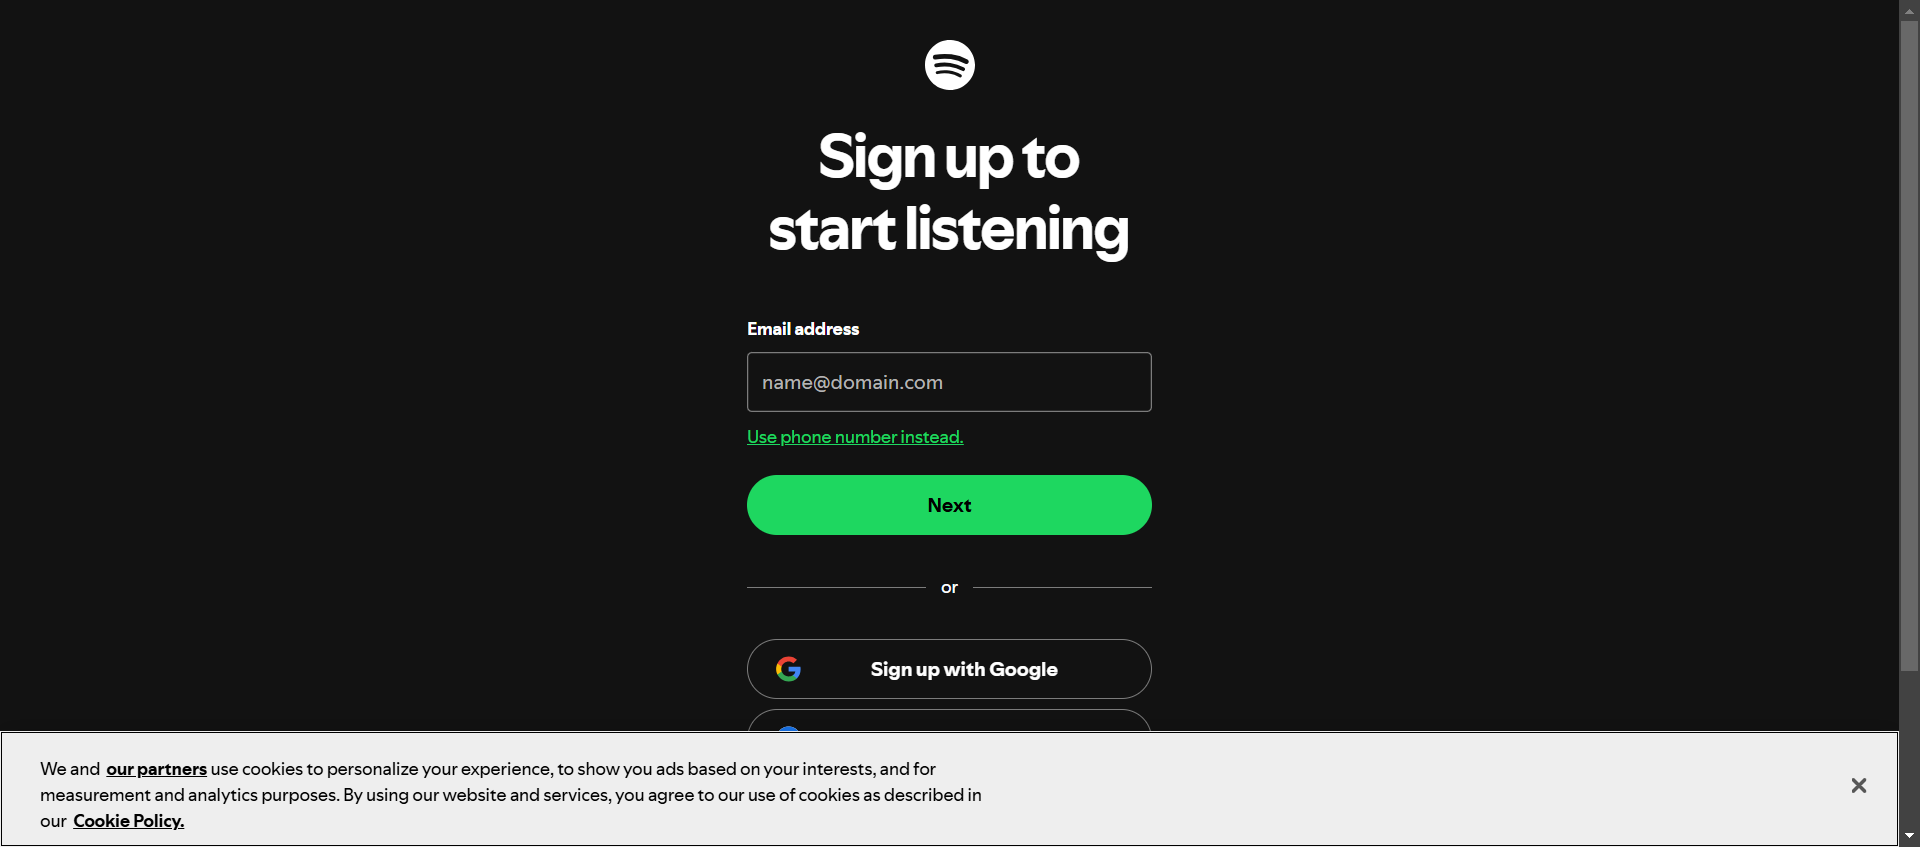 Sign up to
start listening
Email address
name@domain.com
Use phone number instead.
Next
or
Sign up with Google
We and our partners use cookies to personalize your experience, to show you ads based on your interests, and for
measurement and analytics purposes. By using our website and services, you agree to our use of cookies as described in
our Cookie Policy.